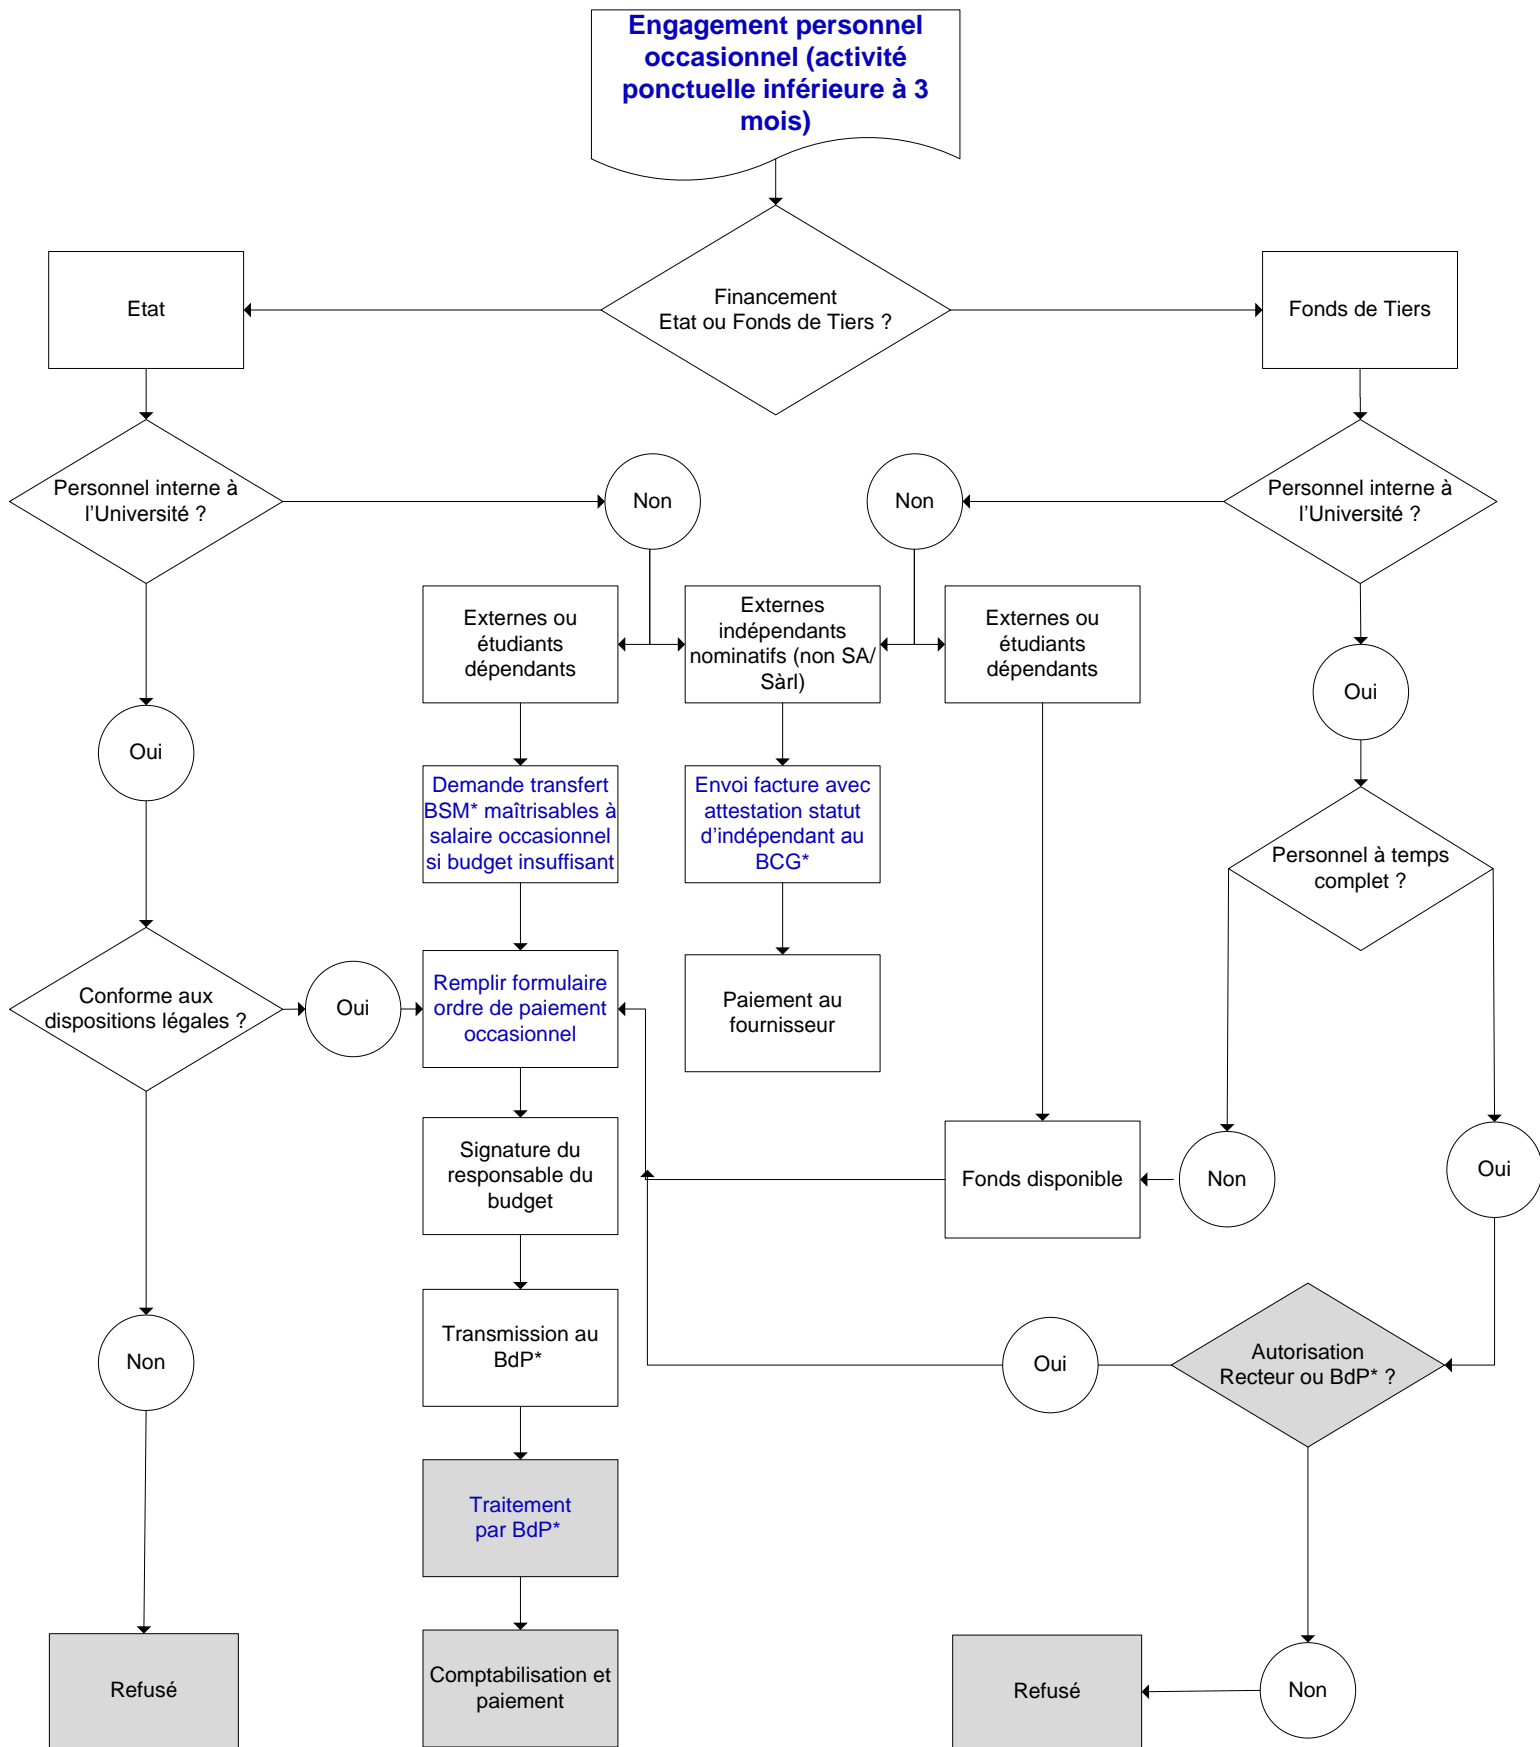 Engagement personnel
occasionnel (activité
ponctuelle inférieure à 3
mois)
Etat
Financement
Etat ou Fonds de Tiers ?
Fonds de Tiers
Personnel interne à
l'Université ?
Non
Non
Personnel interne à
l'Université ?
Externes ou
étudiants
dépendants
Externes
indépendants
nominatifs (non SA/
Sàrl)
Externes ou
étudiants
dépendants
Oui
Oui
Demande transfert
BSM* maîtrisables à
salaire occasionnel
si budget insuffisant
Envoi facture avec
attestation statut
d'indépendant au
BCG*
Personnel à temps
complet ?
Conforme aux
dispositions légales ?
Oui
Remplir formulaire
ordre de paiement
occasionnel
Paiement au
fournisseur
Signature du
responsable du
budget
Fonds disponible
Non
Oui
Transmission au
BdP*
Non
Oui
Autorisation
Recteur ou BdP* ?
Traitement
par BdP*
Refusé
Comptabilisation et
paiement
Refusé
Non